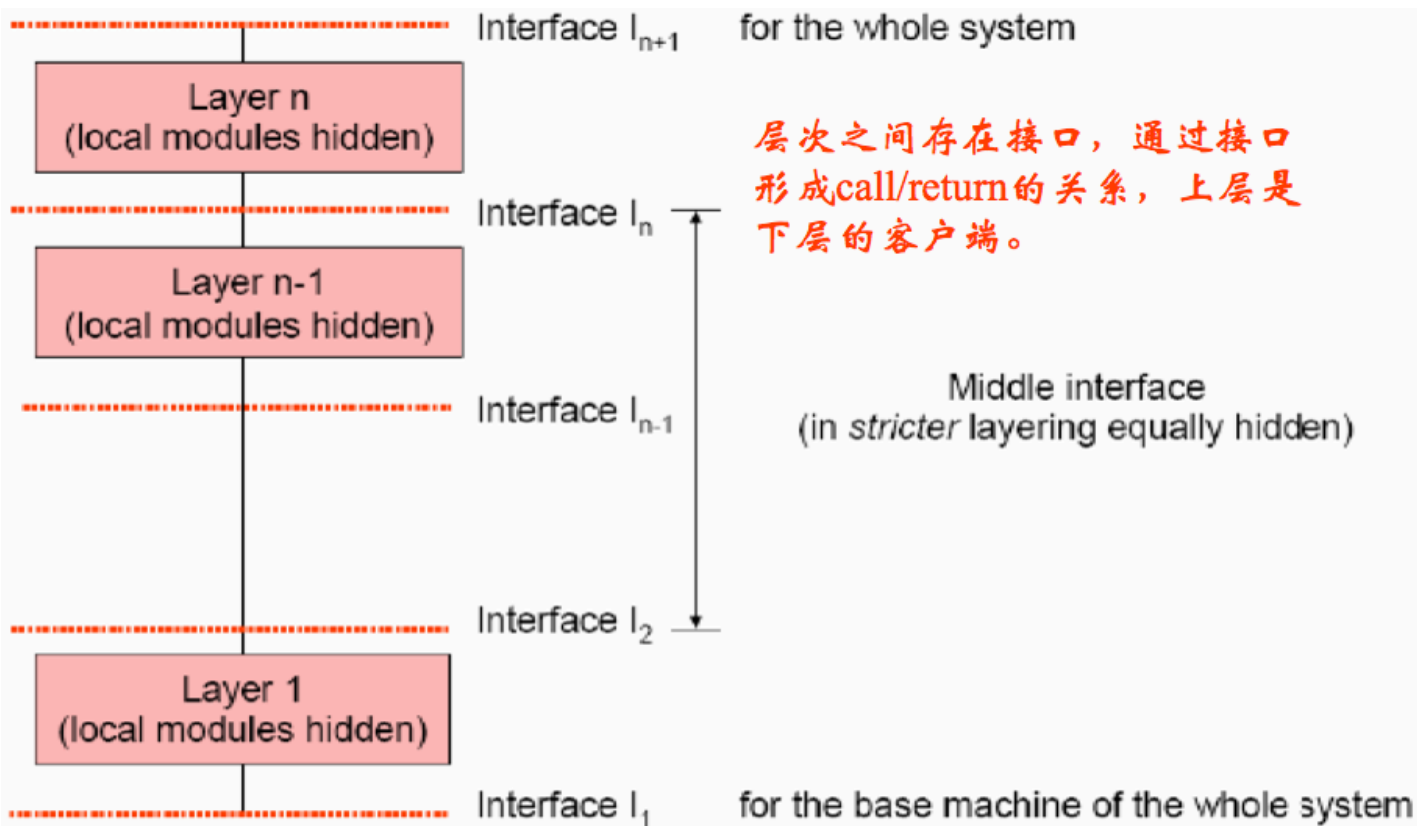 Interface Iₙ₊₁ for the whole system
Layer n
(local modules hidden)
层次之间存在接口，通过接口
形成call/return的关系，上层是
下层的客户端。
Interface Iₙ
Layer n-1
(local modules hidden)
Interface Iₙ₋₁
Middle interface
(in stricter layering equally hidden)
Interface I₂
Layer 1
(local modules hidden)
Interface I₁ for the base machine of the whole system